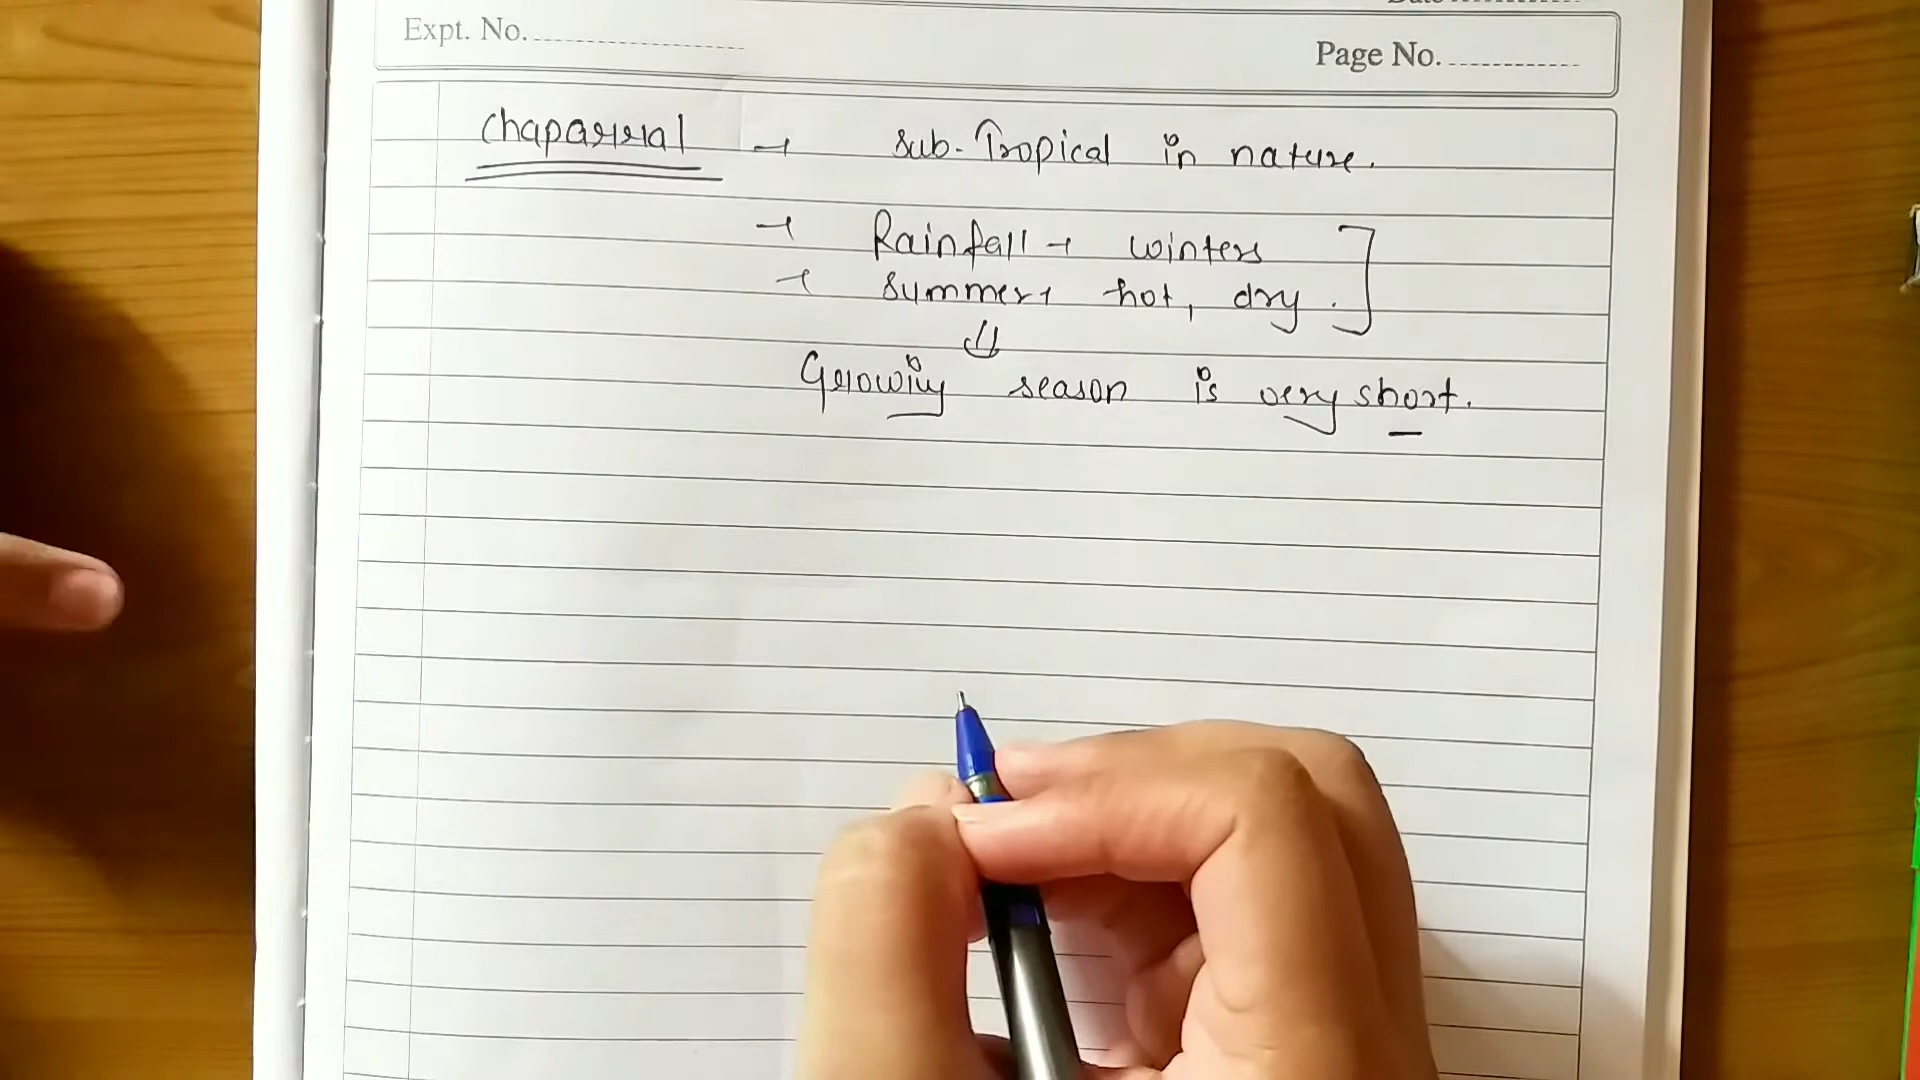 Expt. No.
Page No.
Chaparral → Sub-Tropical in nature.
→ Rainfall → winters
→ Summer → hot, dry.
⇓
Growing season is very short.